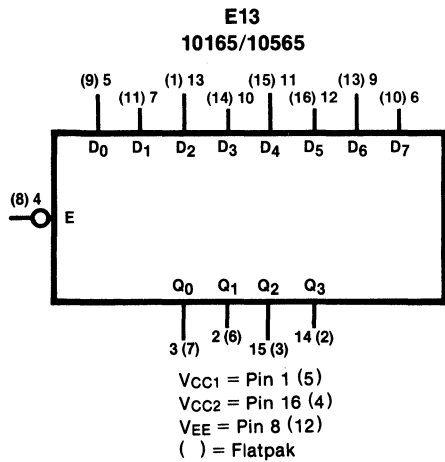 E13
10165/10565
(9) 5 (11) 7 (1) 13 (14) 10 (15) 11 (16) 12 (13) 9 (10) 6
D0 D1 D2 D3 D4 D5 D6 D7
(8) 4 E
Q0 Q1 Q2 Q3
3 (7) 2 (6) 15 (3) 14 (2)
VCC1 = Pin 1 (5)
VCC2 = Pin 16 (4)
VEE = Pin 8 (12)
( ) = Flatpak